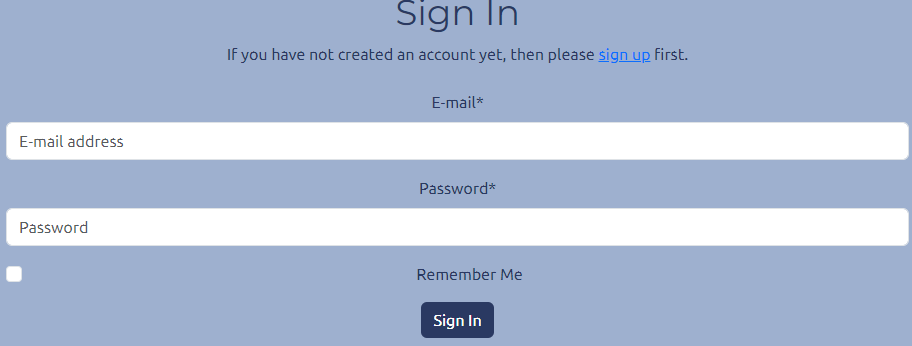 Sign In
If you have not created an account yet, then please sign up first.
E-mail*
E-mail address
Password*
Password
Remember Me
Sign In